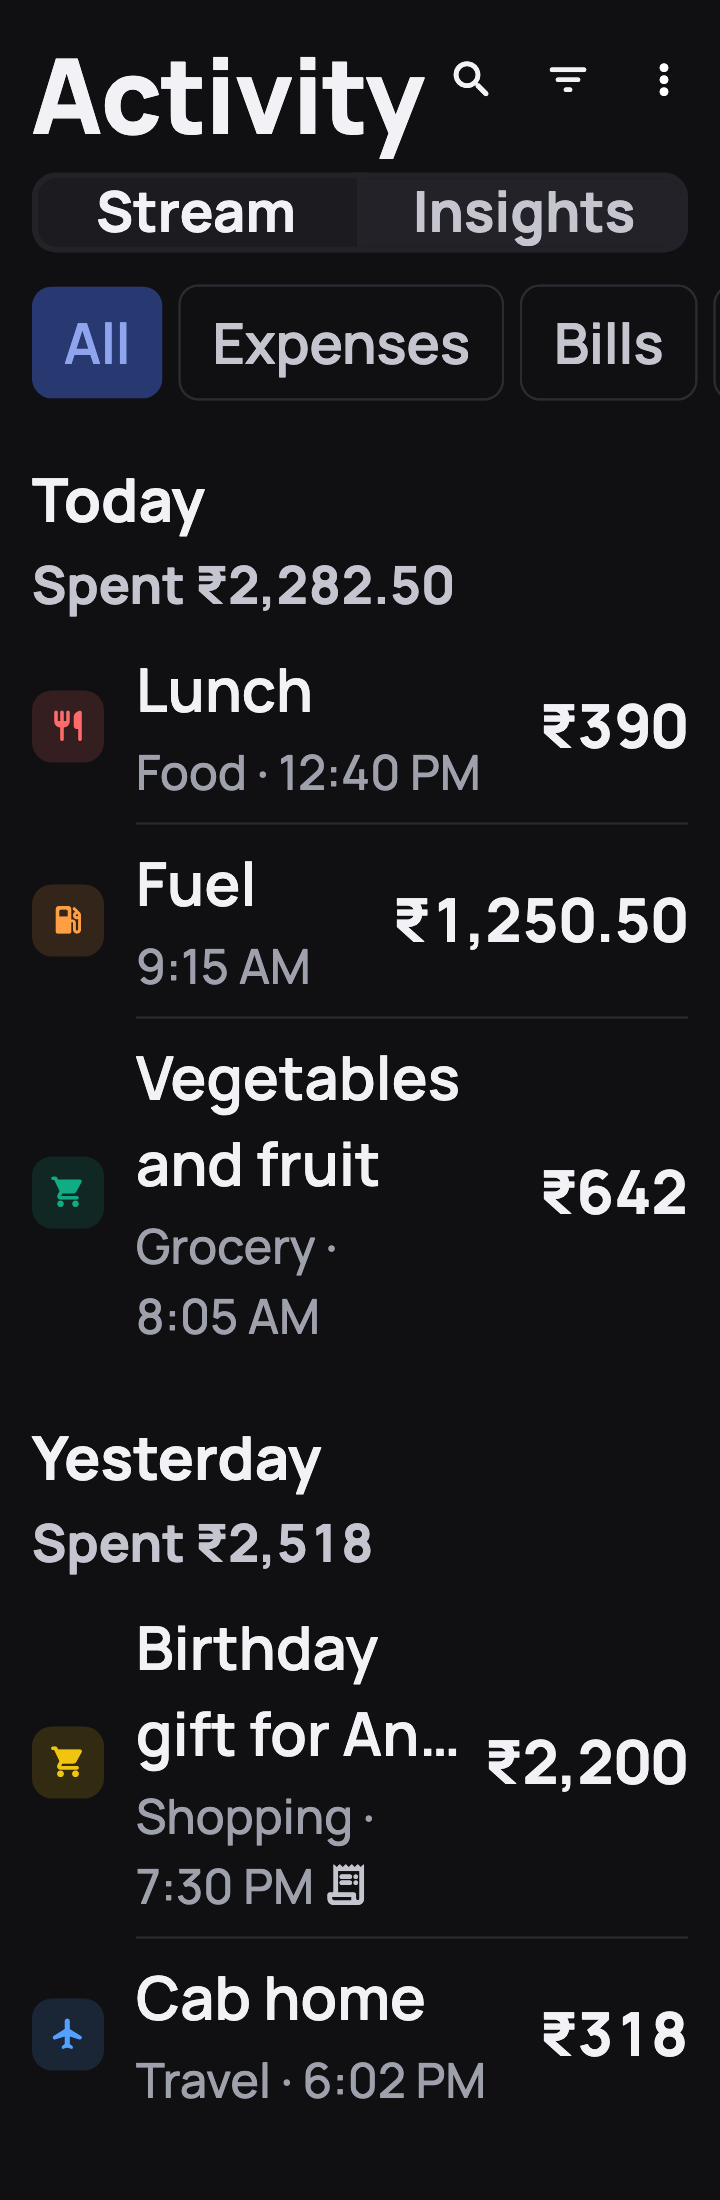 Activity
Stream Insights
All Expenses Bills
Today
Spent ₹2,282.50
Lunch
Food · 12:40 PM
₹390
Fuel
9:15 AM
₹1,250.50
Vegetables
and fruit
Grocery ·
8:05 AM
₹642
Yesterday
Spent ₹2,518
Birthday
gift for An...
Shopping ·
7:30 PM
₹2,200
Cab home
Travel · 6:02 PM
₹318